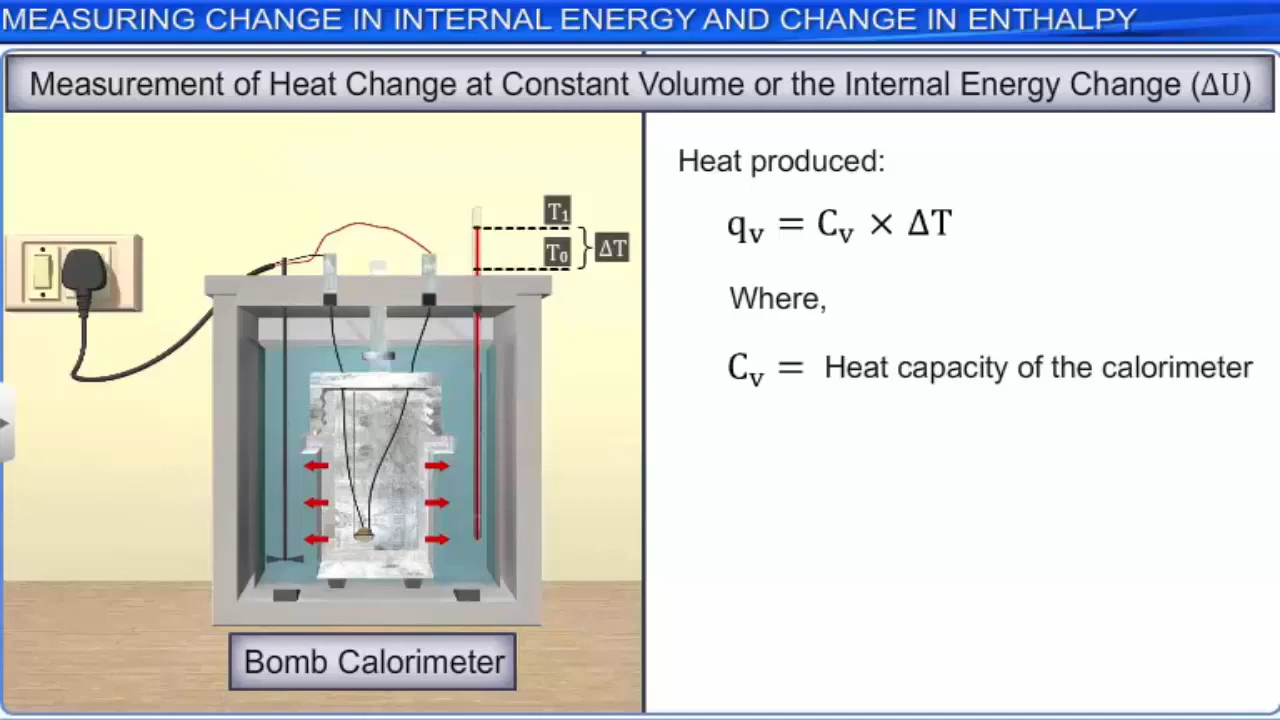 MEASURING CHANGE IN INTERNAL ENERGY AND CHANGE IN ENTHALPY
Measurement of Heat Change at Constant Volume or the Internal Energy Change (ΔU)
Heat produced:
qᵥ = Cᵥ × ΔT
Where,
Cᵥ = Heat capacity of the calorimeter
T₁
T₀
ΔT
Bomb Calorimeter